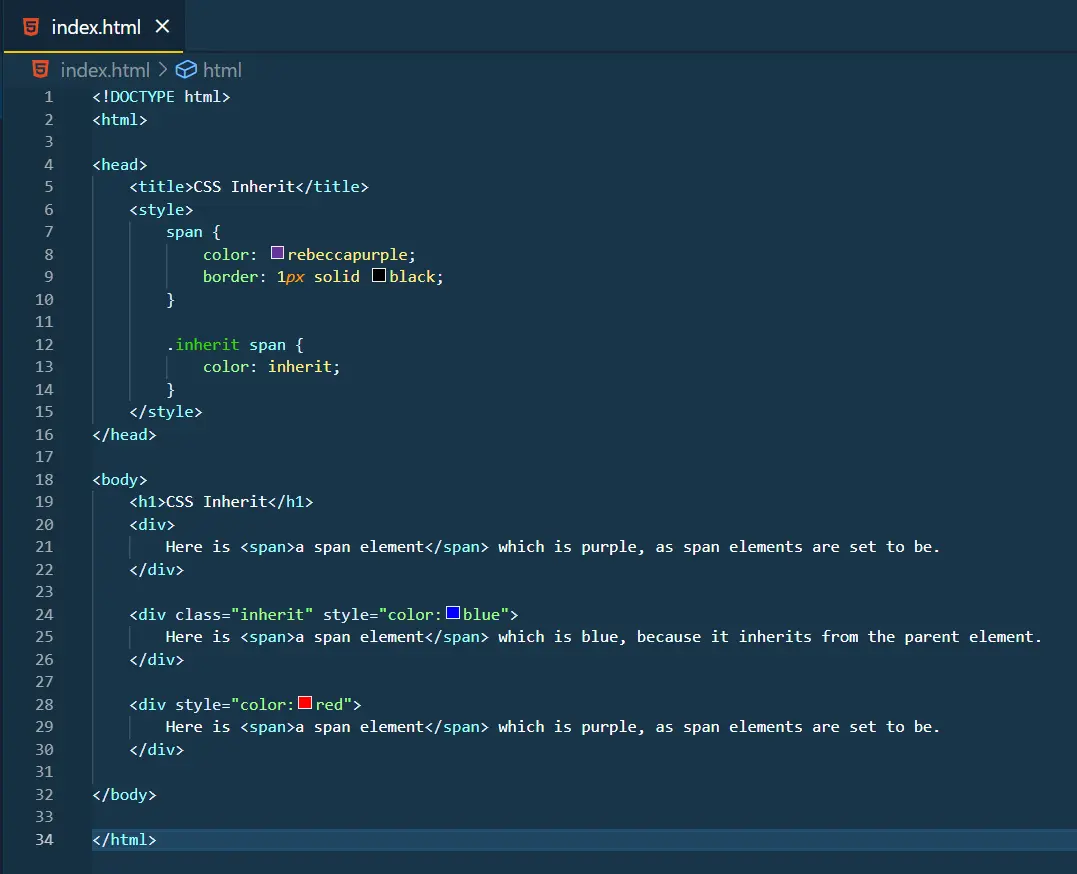 index.html
index.html > html
1 <!DOCTYPE html>
2 <html>
3
4 <head>
5     <title>CSS Inherit</title>
6     <style>
7         span {
8             color: rebeccapurple;
9             border: 1px solid black;
10         }
11
12         .inherit span {
13             color: inherit;
14         }
15     </style>
16 </head>
17
18 <body>
19     <h1>CSS Inherit</h1>
20     <div>
21         Here is <span>a span element</span> which is purple, as span elements are set to be.
22     </div>
23
24     <div class="inherit" style="color:blue">
25         Here is <span>a span element</span> which is blue, because it inherits from the parent element.
26     </div>
27
28     <div style="color:red">
29         Here is <span>a span element</span> which is purple, as span elements are set to be.
30     </div>
31
32 </body>
33
34 </html>